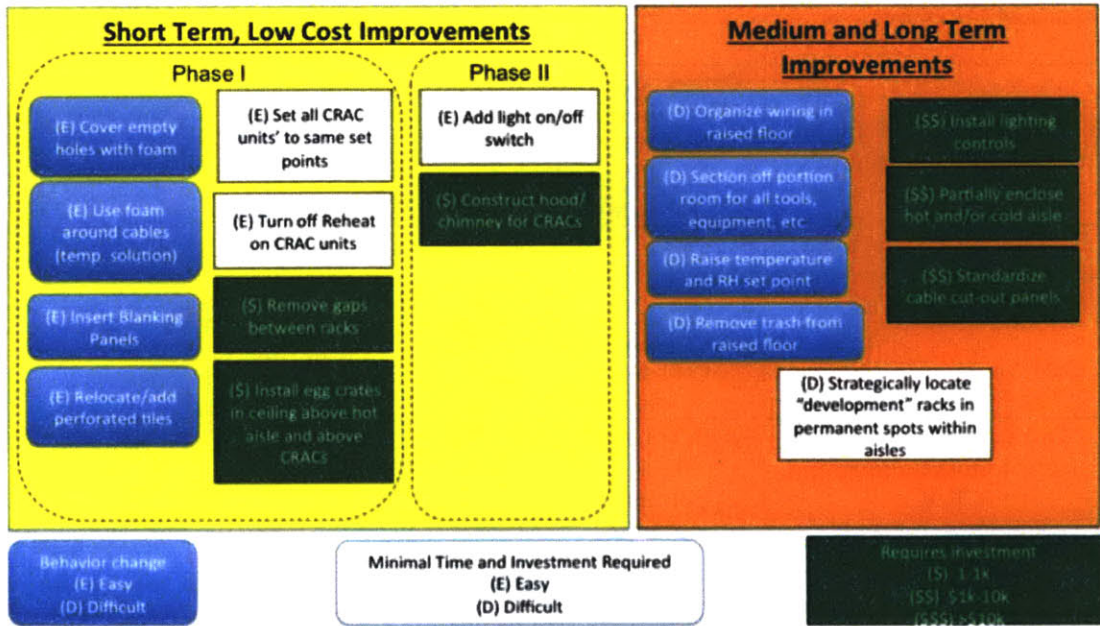 Short Term, Low Cost Improvements
Phase I
(E) Cover empty
holes with foam
(E) Use foam
around cables
(temp. solution)
(E) Insert Blanking
Panels
(E) Relocate/add
perforated tiles
(E) Set all CRAC
units' to same set
points
(E) Turn off Reheat
on CRAC units
($) Remove gaps
between racks
($) Install egg crates
in ceiling above hot
aisle and above
CRACs
Phase II
(E) Add light on/off
switch
($) Construct hood/
chimney for CRACs
Medium and Long Term
Improvements
(D) Organize wiring in
raised floor
(D) Section off portion
room for all tools,
equipment, etc
(D) Raise temperature
and RH set point
(D) Remove trash from
raised floor
($$) Install lighting
controls
($$) Partially enclose
hot and/or cold aisle
($$) Standardize
cable cut-out panels
(D) Strategically locate
"development" racks in
permanent spots within
aisles
Behavior change
(E) Easy
(D) Difficult
Minimal Time and Investment Required
(E) Easy
(D) Difficult
Requires investment
($) 1-1k
($$) $1k-10k
($$$) >$10k